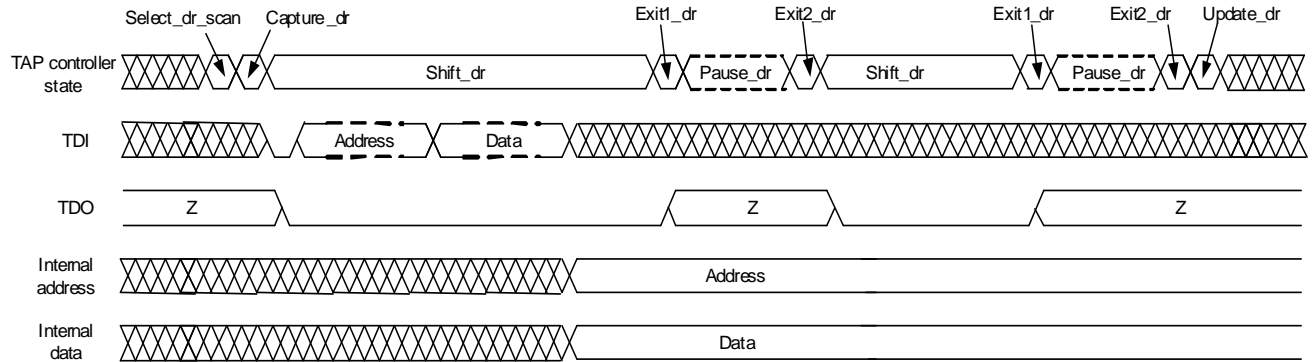 Select_dr_scan Capture_dr Exit1_dr Exit2_dr Exit1_dr Exit2_dr Update_dr
TAP controller
state
Shift_dr Pause_dr Shift_dr Pause_dr
TDI Address Data
TDO Z Z Z
Internal
address
Address
Internal
data
Data